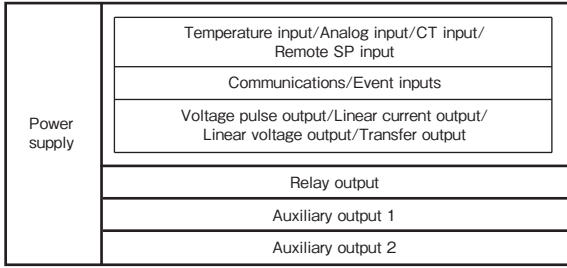 Power
supply
Temperature input/Analog input/CT input/
Remote SP input
Communications/Event inputs
Voltage pulse output/Linear current output/
Linear voltage output/Transfer output
Relay output
Auxiliary output 1
Auxiliary output 2